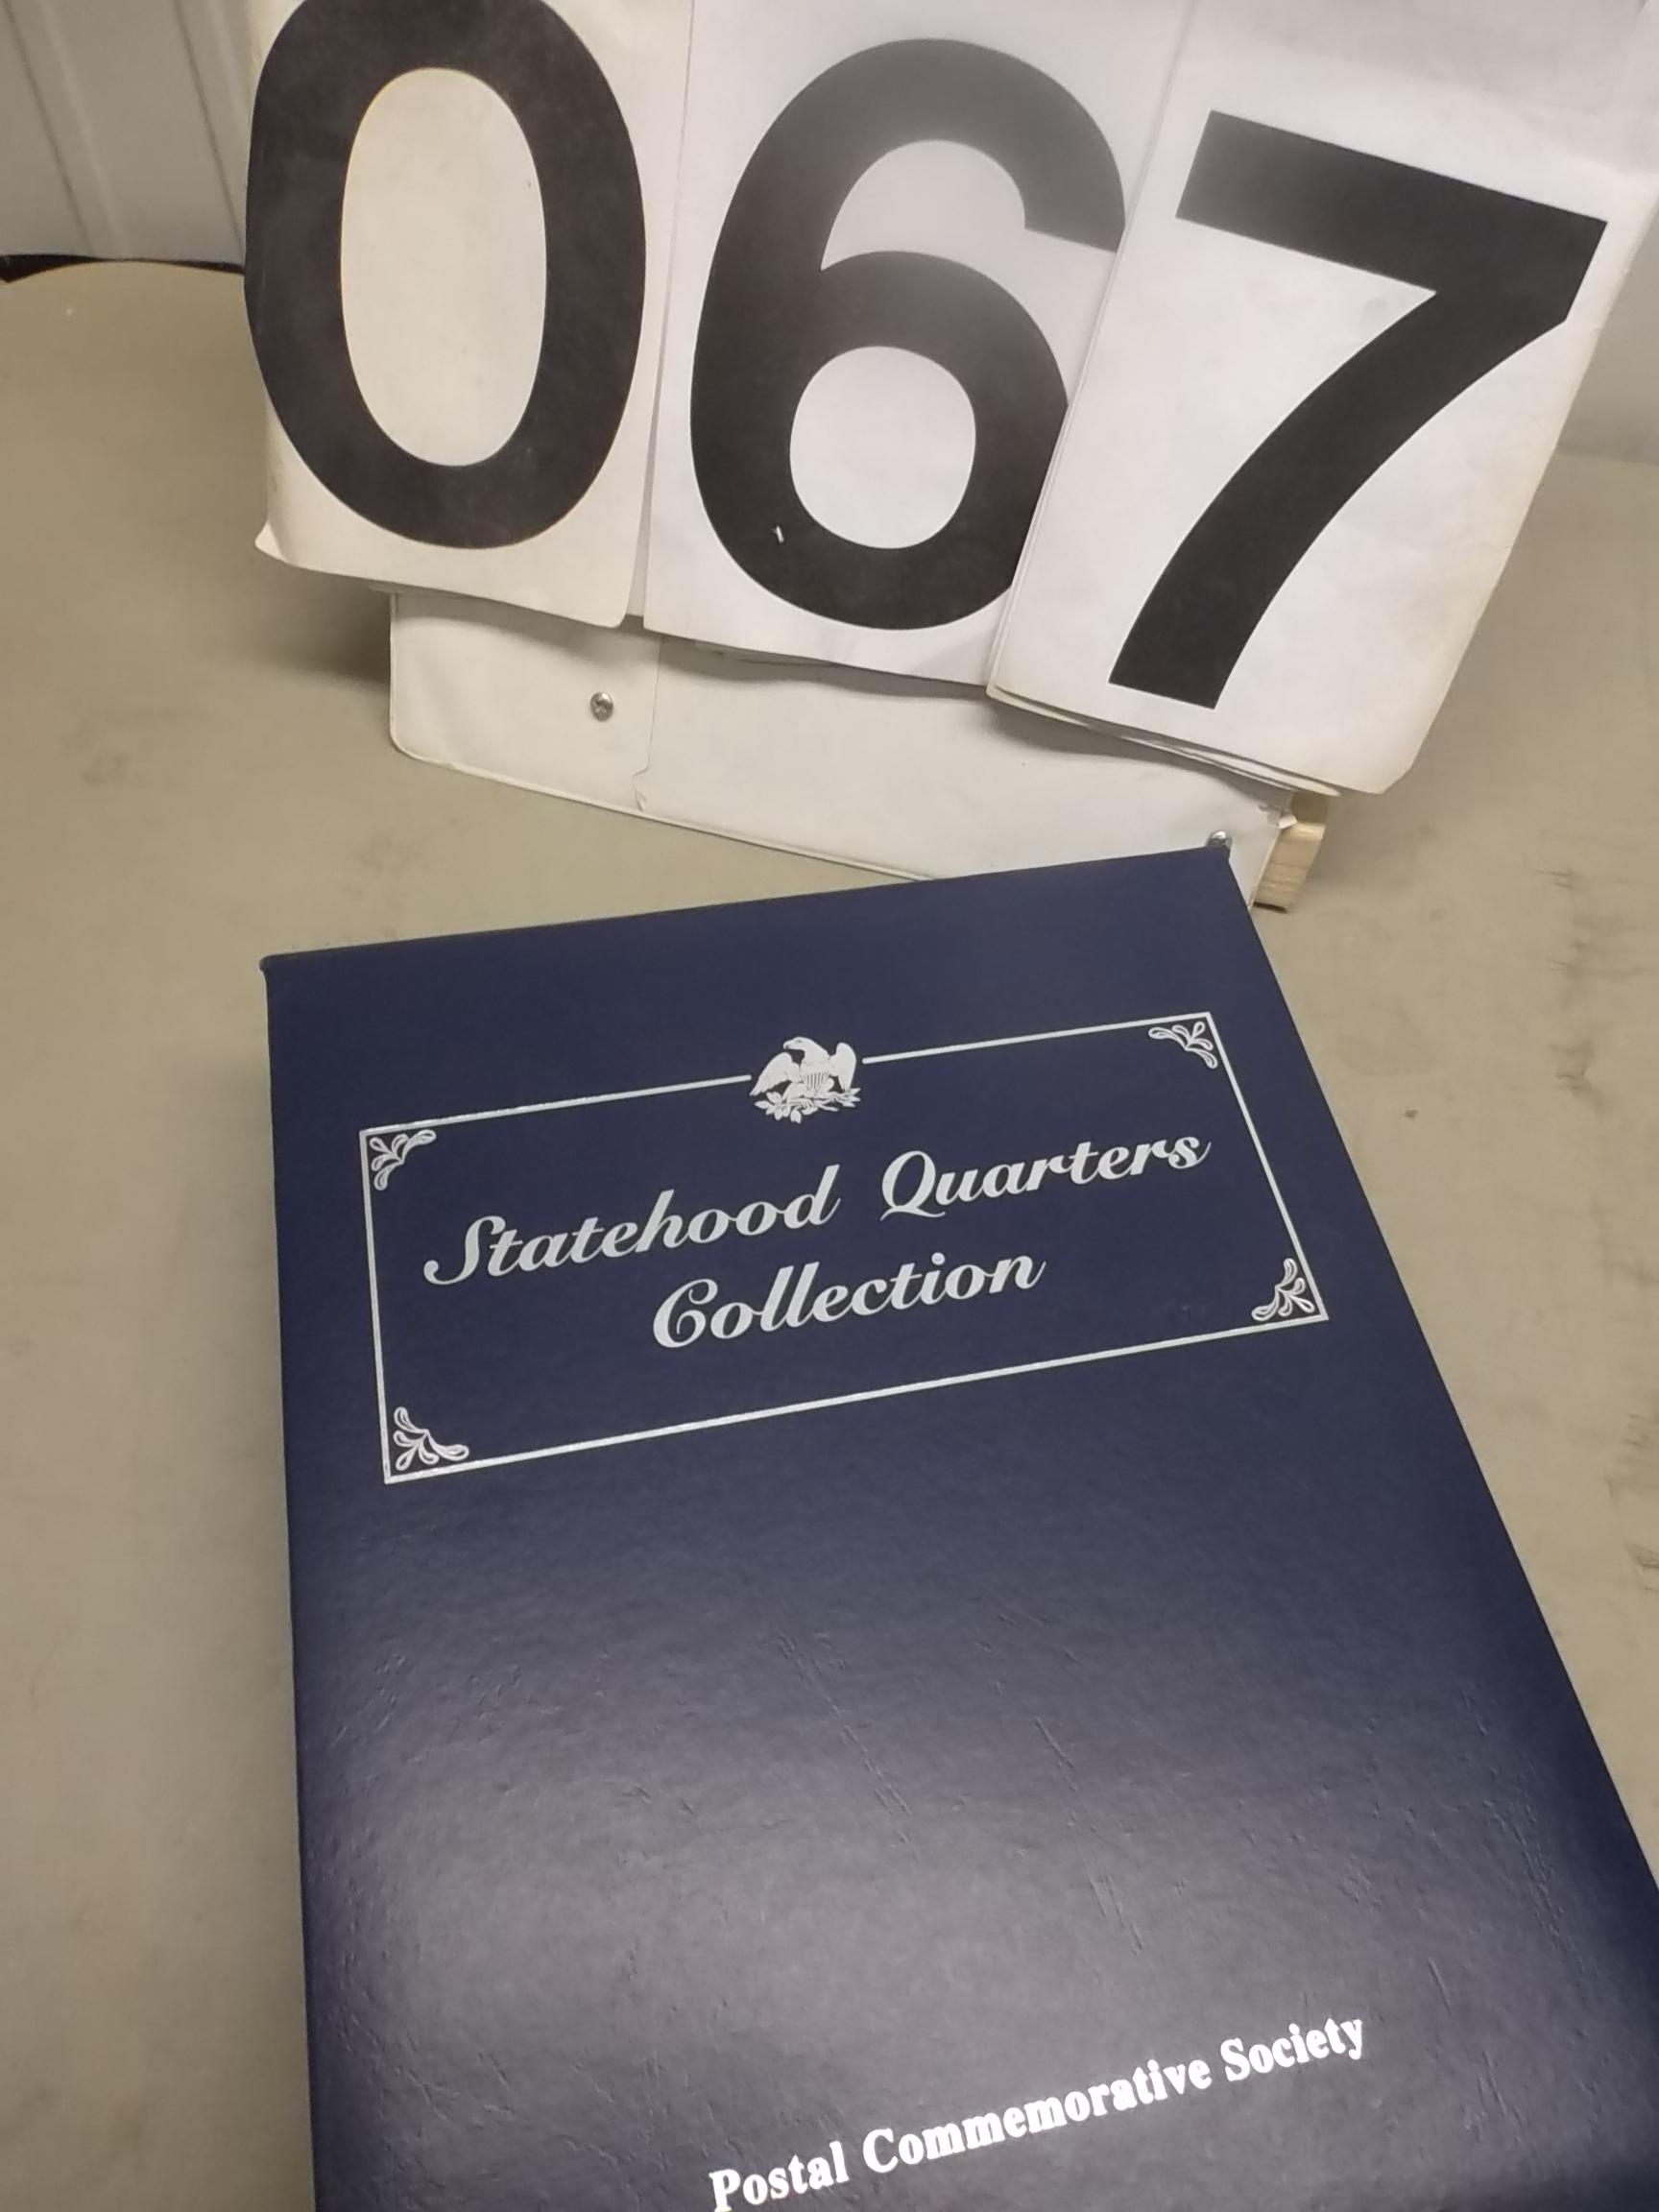 067
Statehood Quarters
Collection
Postal Commemorative Society